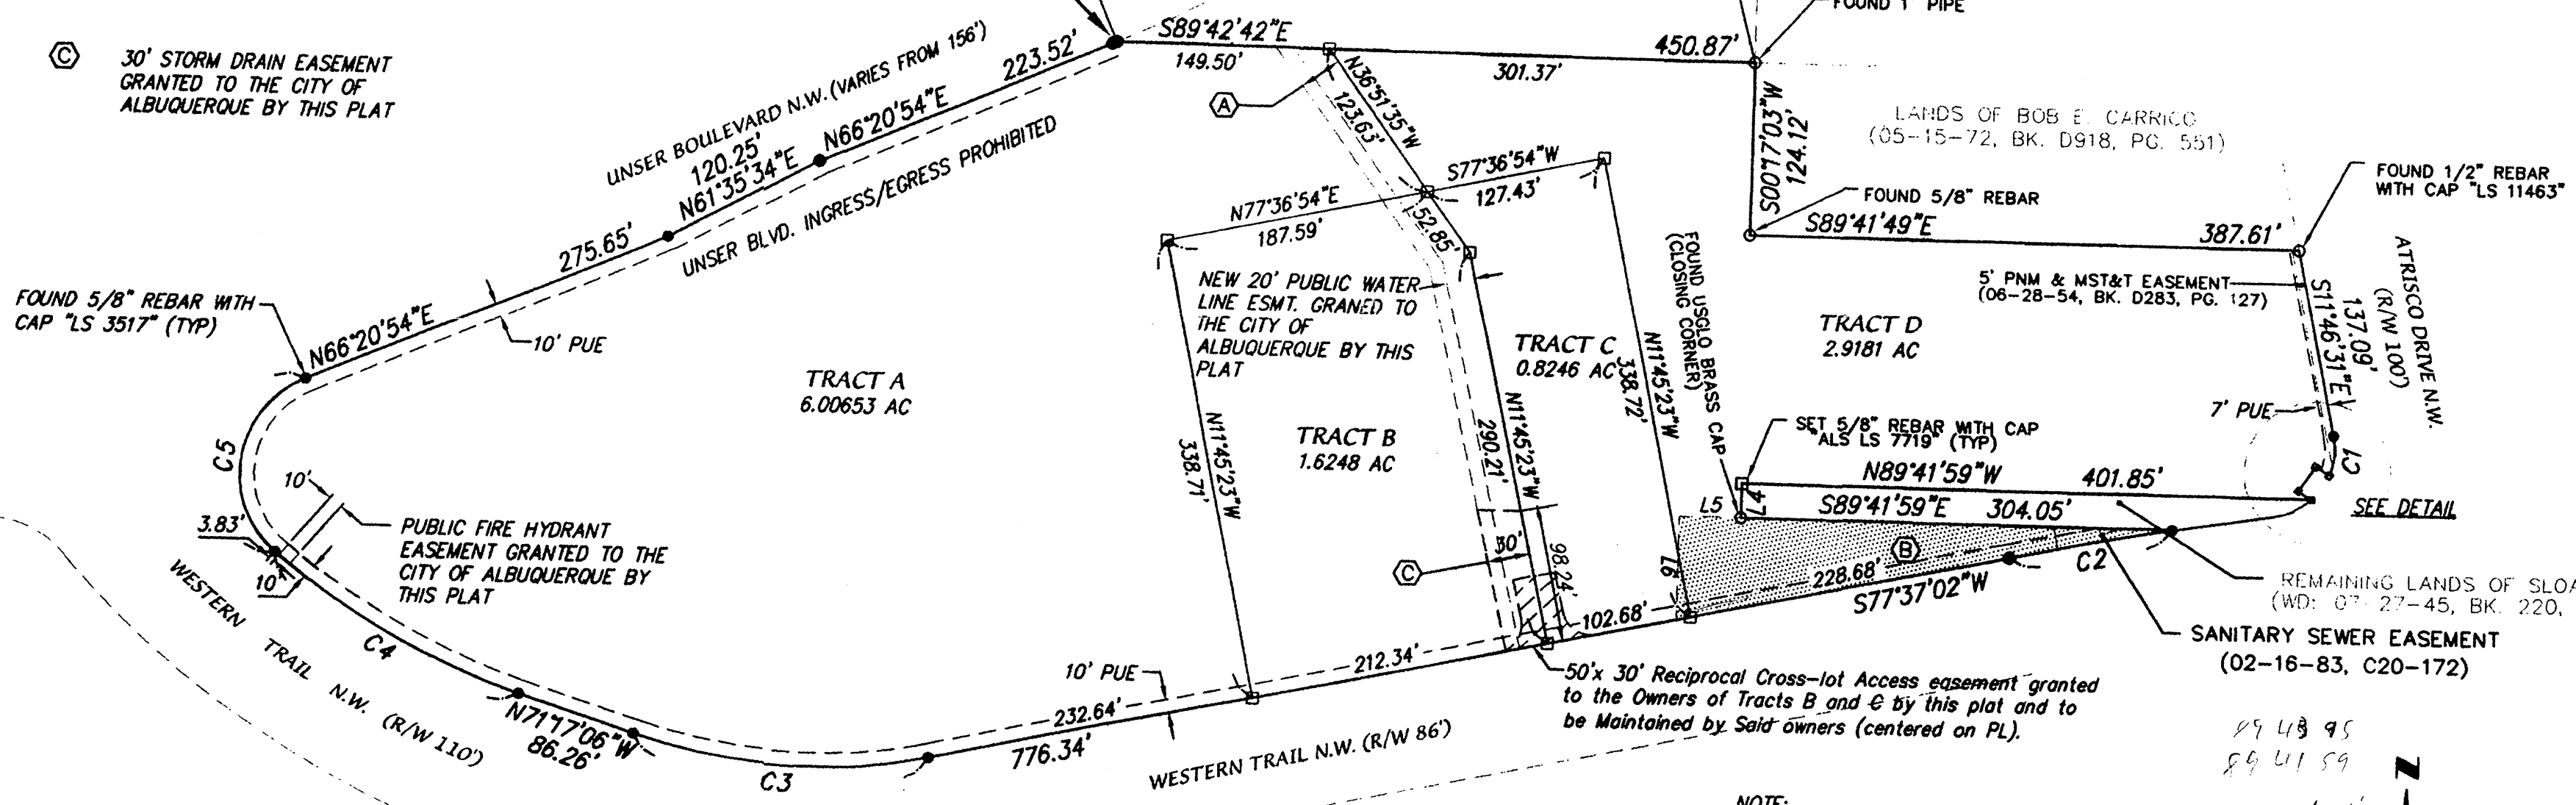 C
30' STORM DRAIN EASEMENT
GRANTED TO THE CITY OF
ALBUQUERQUE BY THIS PLAT
UNSER BOULEVARD N.W. (VARIES FROM 156')
223.52'
N66°20'54"E
120.25'
N61°35'34"E
UNSER BLVD. INGRESS/EGRESS PROHIBITED
275.65'
N66°20'54"E
10' PUE
FOUND 5/8" REBAR WITH
CAP "LS 3517" (TYP)
S89°42'42"E
149.50'
450.87'
301.37'
FOUND 1" PIPE
A
N36°51'35"W
123.63'
S77°36'54"W
127.43'
N77°36'54"E
187.59'
52.85'
S00°17'03"W
124.12'
LANDS OF BOB E. CARRICO
(05-15-72, BK. D918, PG. 551)
FOUND 5/8" REBAR
S89°41'49"E
387.61'
FOUND 1/2" REBAR
WITH CAP "LS 11463"
5' PNM & MST&T EASEMENT
(06-28-54, BK. D283, PG. 127)
S11°46'31"E
137.09'
(R/W 100')
ATRISCO DRIVE N.W.
7' PUE
C1
SEE DETAIL
NEW 20' PUBLIC WATER
LINE ESMT. GRANED TO
THE CITY OF
ALBUQUERQUE BY THIS
PLAT
TRACT A
6.00653 AC
TRACT B
1.6248 AC
TRACT C
0.8246 AC
TRACT D
2.9181 AC
N11°45'23"W
338.71'
290.21'
N11°45'23"W
N11°45'23"W
338.72'
FOUND USGLO BRASS CAP
(CLOSING CORNER)
SET 5/8" REBAR WITH CAP
"ALS LS 7719" (TYP)
N89°41'59"W
401.85'
L4
S89°41'59"E
304.05'
L5
L6
B
228.68'
S77°37'02"W
C2
REMAINING LANDS OF SLOA
(WD: 07-27-45, BK. 220,
SANITARY SEWER EASEMENT
(02-16-83, C20-172)
C5
10'
3.83'
10'
PUBLIC FIRE HYDRANT
EASEMENT GRANTED TO THE
CITY OF ALBUQUERQUE BY
THIS PLAT
WESTERN TRAIL N.W. (R/W 110')
C4
N71°17'06"W
86.26'
C3
30'
98.24'
C
102.68'
212.34'
10' PUE
232.64'
776.34'
WESTERN TRAIL N.W. (R/W 86')
50'x 30' Reciprocal Cross-lot Access easement granted
to the Owners of Tracts B and C by this plat and to
be Maintained by Said owners (centered on PL).
89 41 59
NOTE:
N